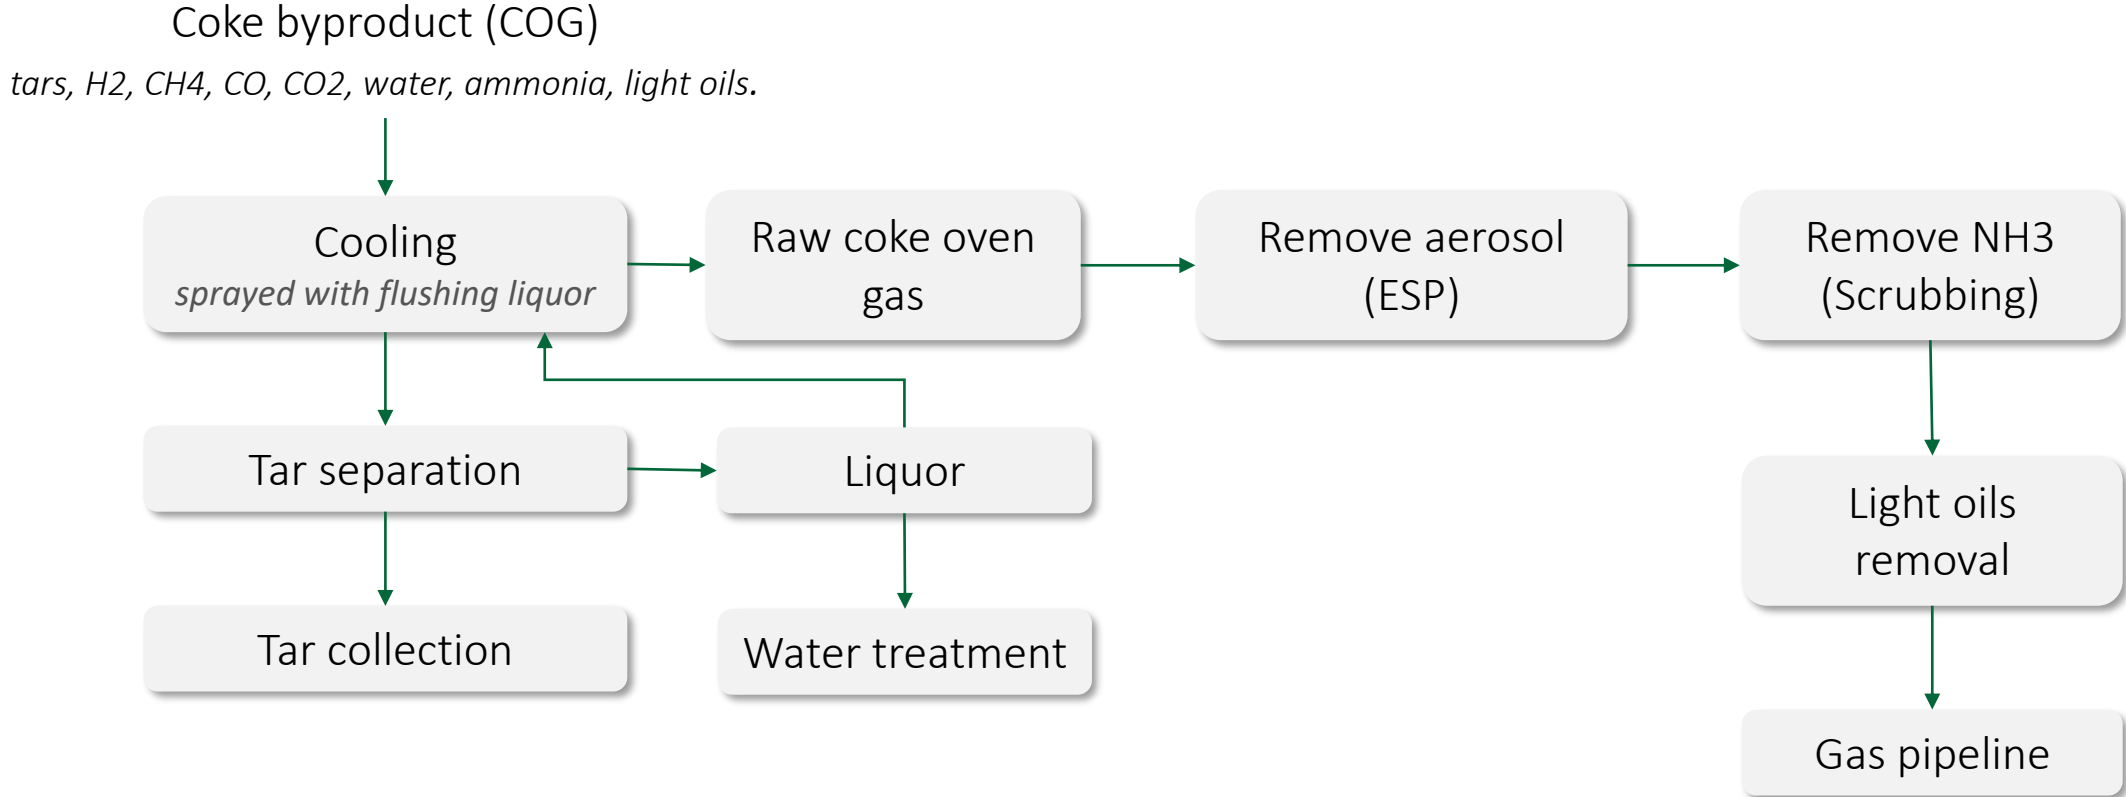 Coke byproduct (COG)
tars, H2, CH4, CO, CO2, water, ammonia, light oils.
Cooling
sprayed with flushing liquor
Raw coke oven
gas
Remove aerosol
(ESP)
Remove NH3
(Scrubbing)
Tar separation
Liquor
Light oils
removal
Tar collection
Water treatment
Gas pipeline